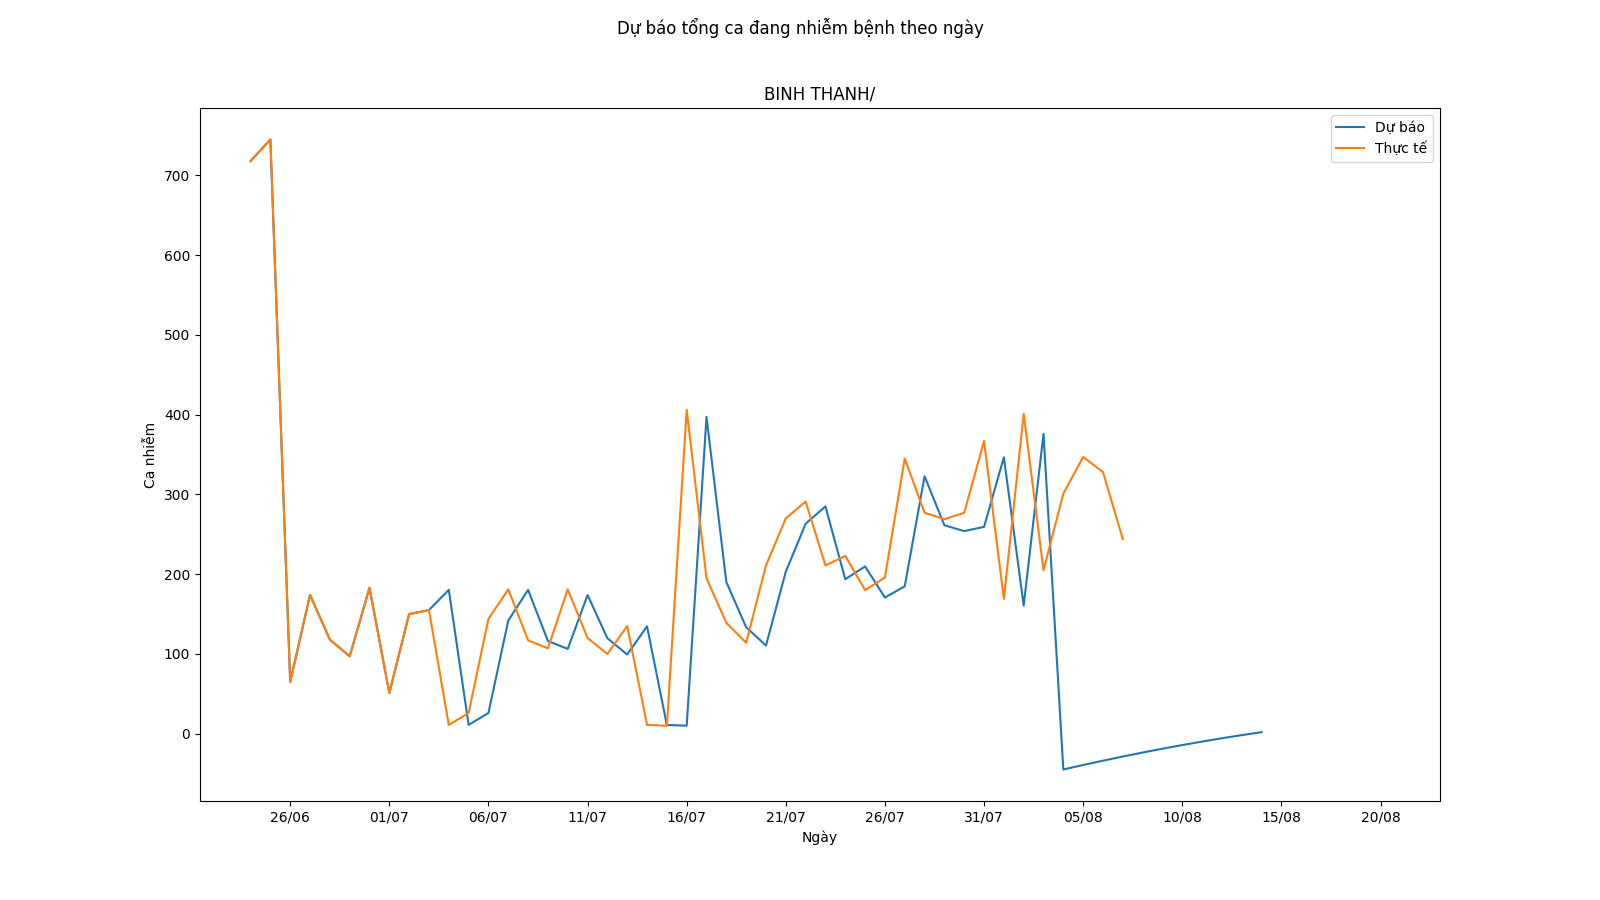 Dự báo tổng ca đang nhiễm bệnh theo ngày
BINH THANH/
Dự báo
Thực tế
700
600
500
400
300
200
100
0
Ca nhiễm
26/06 01/07 06/07 11/07 16/07 21/07 26/07 31/07 05/08 10/08 15/08 20/08
Ngày